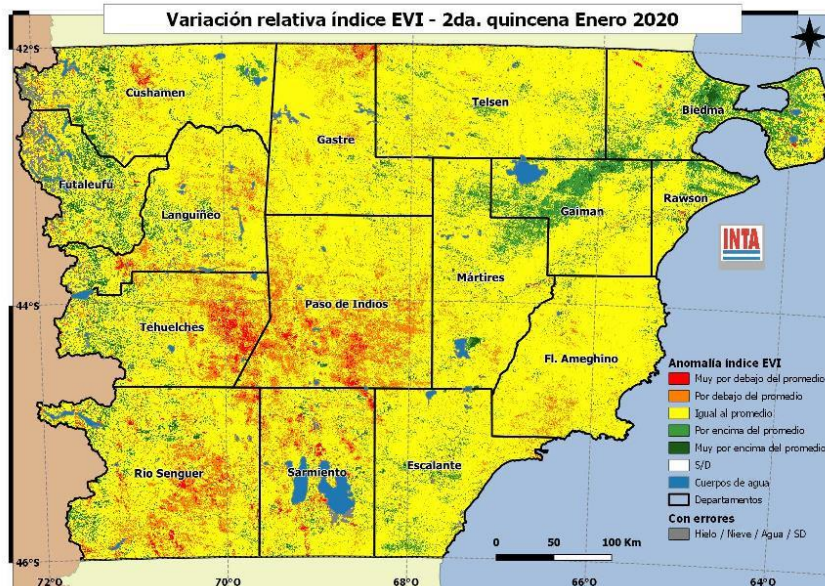 Variación relativa índice EVI - 2da. quincena Enero 2020
42°S
Cushamen
Telsen
Biedma
Gastre
Futaleufú
Languiñeo
Gaiman
Rawson
INTA
Mártires
44°S
Paso de Indios
Tehuelches
Fl. Ameghino
Anomalía índice EVI
Muy por debajo del promedio
Por debajo del promedio
Igual al promedio
Por encima del promedio
Muy por encima del promedio
S/D
Cuerpos de agua
Departamentos
Con errores
Hielo / Nieve / Agua / SD
Rio Senguer
Sarmiento
Escalante
0 50 100 Km
46°S
72°O 70°O 68°O 66°O 64°O